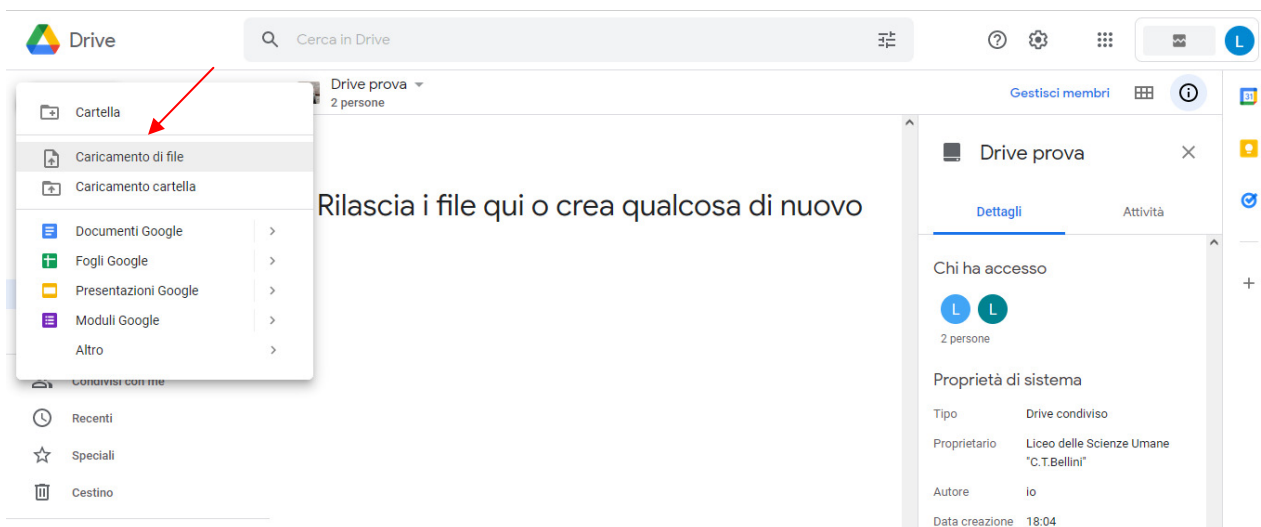 Drive
Cerca in Drive
L
Drive prova
2 persone
Gestisci membri
31
Cartella
Caricamento di file
Caricamento cartella
Documenti Google
Fogli Google
Presentazioni Google
Moduli Google
Altro
Condivisi con me
Recenti
Speciali
Cestino
Rilascia i file qui o crea qualcosa di nuovo
Drive prova
Dettagli Attività
Chi ha accesso
L L
2 persone
Proprietà di sistema
Tipo Drive condiviso
Proprietario Liceo delle Scienze Umane
"C.T.Bellini"
Autore io
Data creazione 18:04